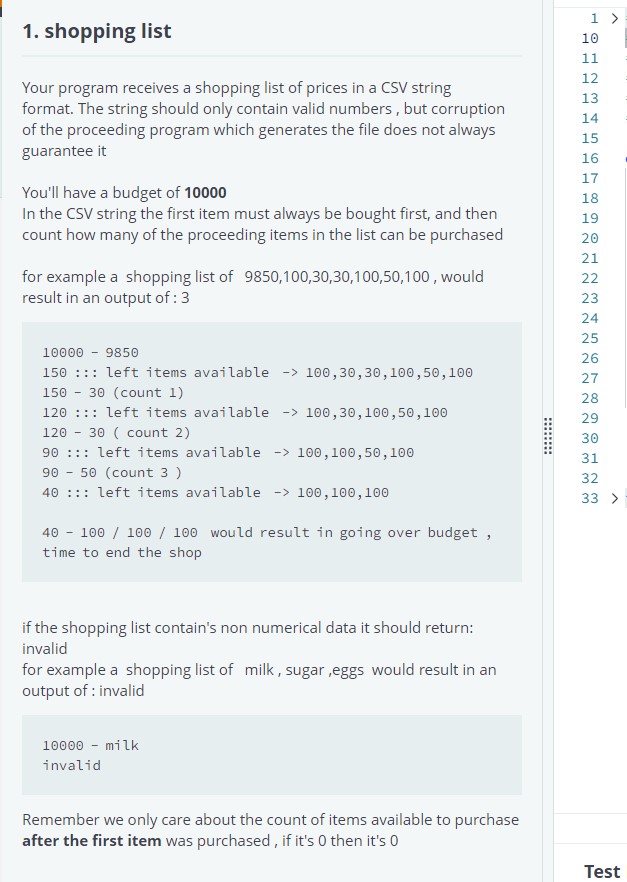 1. shopping list
Your program receives a shopping list of prices in a CSV string
format. The string should only contain valid numbers , but corruption
of the proceeding program which generates the file does not always
guarantee it
You'll have a budget of 10000
In the CSV string the first item must always be bought first, and then
count how many of the proceeding items in the list can be purchased
for example a  shopping list of   9850,100,30,30,100,50,100 , would
result in an output of : 3
10000 - 9850
150 ::: left items available  -> 100,30,30,100,50,100
150 - 30 (count 1)
120 ::: left items available  -> 100,30,100,50,100
120 - 30 ( count 2)
90 ::: left items available  -> 100,100,50,100
90 - 50 (count 3 )
40 ::: left items available  -> 100,100,100
40 - 100 / 100 / 100  would result in going over budget ,
time to end the shop
if the shopping list contain's non numerical data it should return:
invalid
for example a  shopping list of   milk , sugar ,eggs  would result in an
output of : invalid
10000 - milk
invalid
Remember we only care about the count of items available to purchase
after the first item was purchased , if it's 0 then it's 0
1 >
10
11
12
13
14
15
16
17
18
19
20
21
22
23
24
25
26
27
28
29
30
31
32
33 >
Test